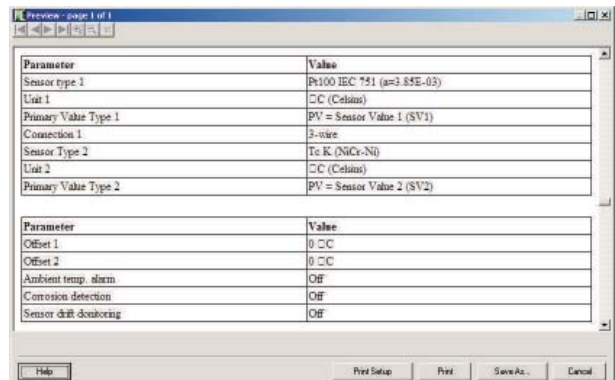 Preview - page 1 of 1
Parameter Value
Sensor type 1 Pt100 IEC 751 (a=3.85E-03)
Unit 1 □C (Celsius)
Primary Value Type 1 PV = Sensor Value 1 (SV1)
Connection 1 3-wire
Sensor Type 2 Tc K (NiCr-Ni)
Unit 2 □C (Celsius)
Primary Value Type 2 PV = Sensor Value 2 (SV2)
Parameter Value
Offset 1 0 □C
Offset 2 0 □C
Ambient temp. alarm Off
Corrosion detection Off
Sensor drift donitoring Off
Help Print Setup Print Save As... Cancel